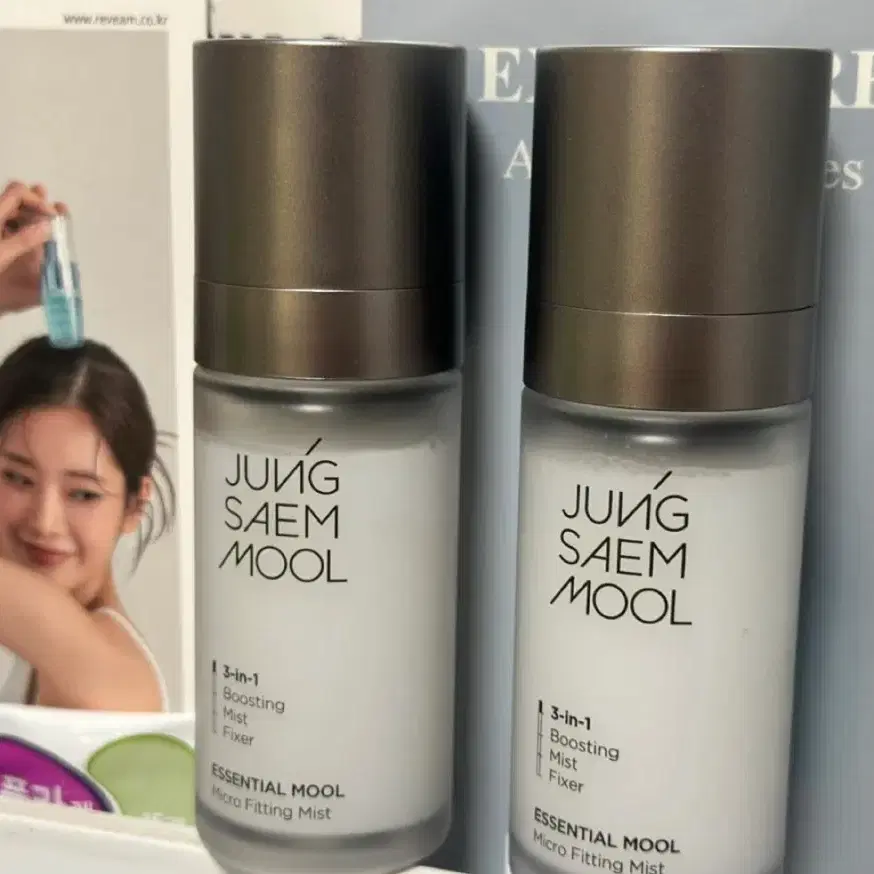 www.reveam.co.kr
JUNG
SAEM
MOOL
3-in-1
Boosting
Mist
Fixer
ESSENTIAL MOOL
Micro Fitting Mist
JUNG
SAEM
MOOL
3-in-1
Boosting
Mist
Fixer
ESSENTIAL MOOL
Micro Fitting Mist